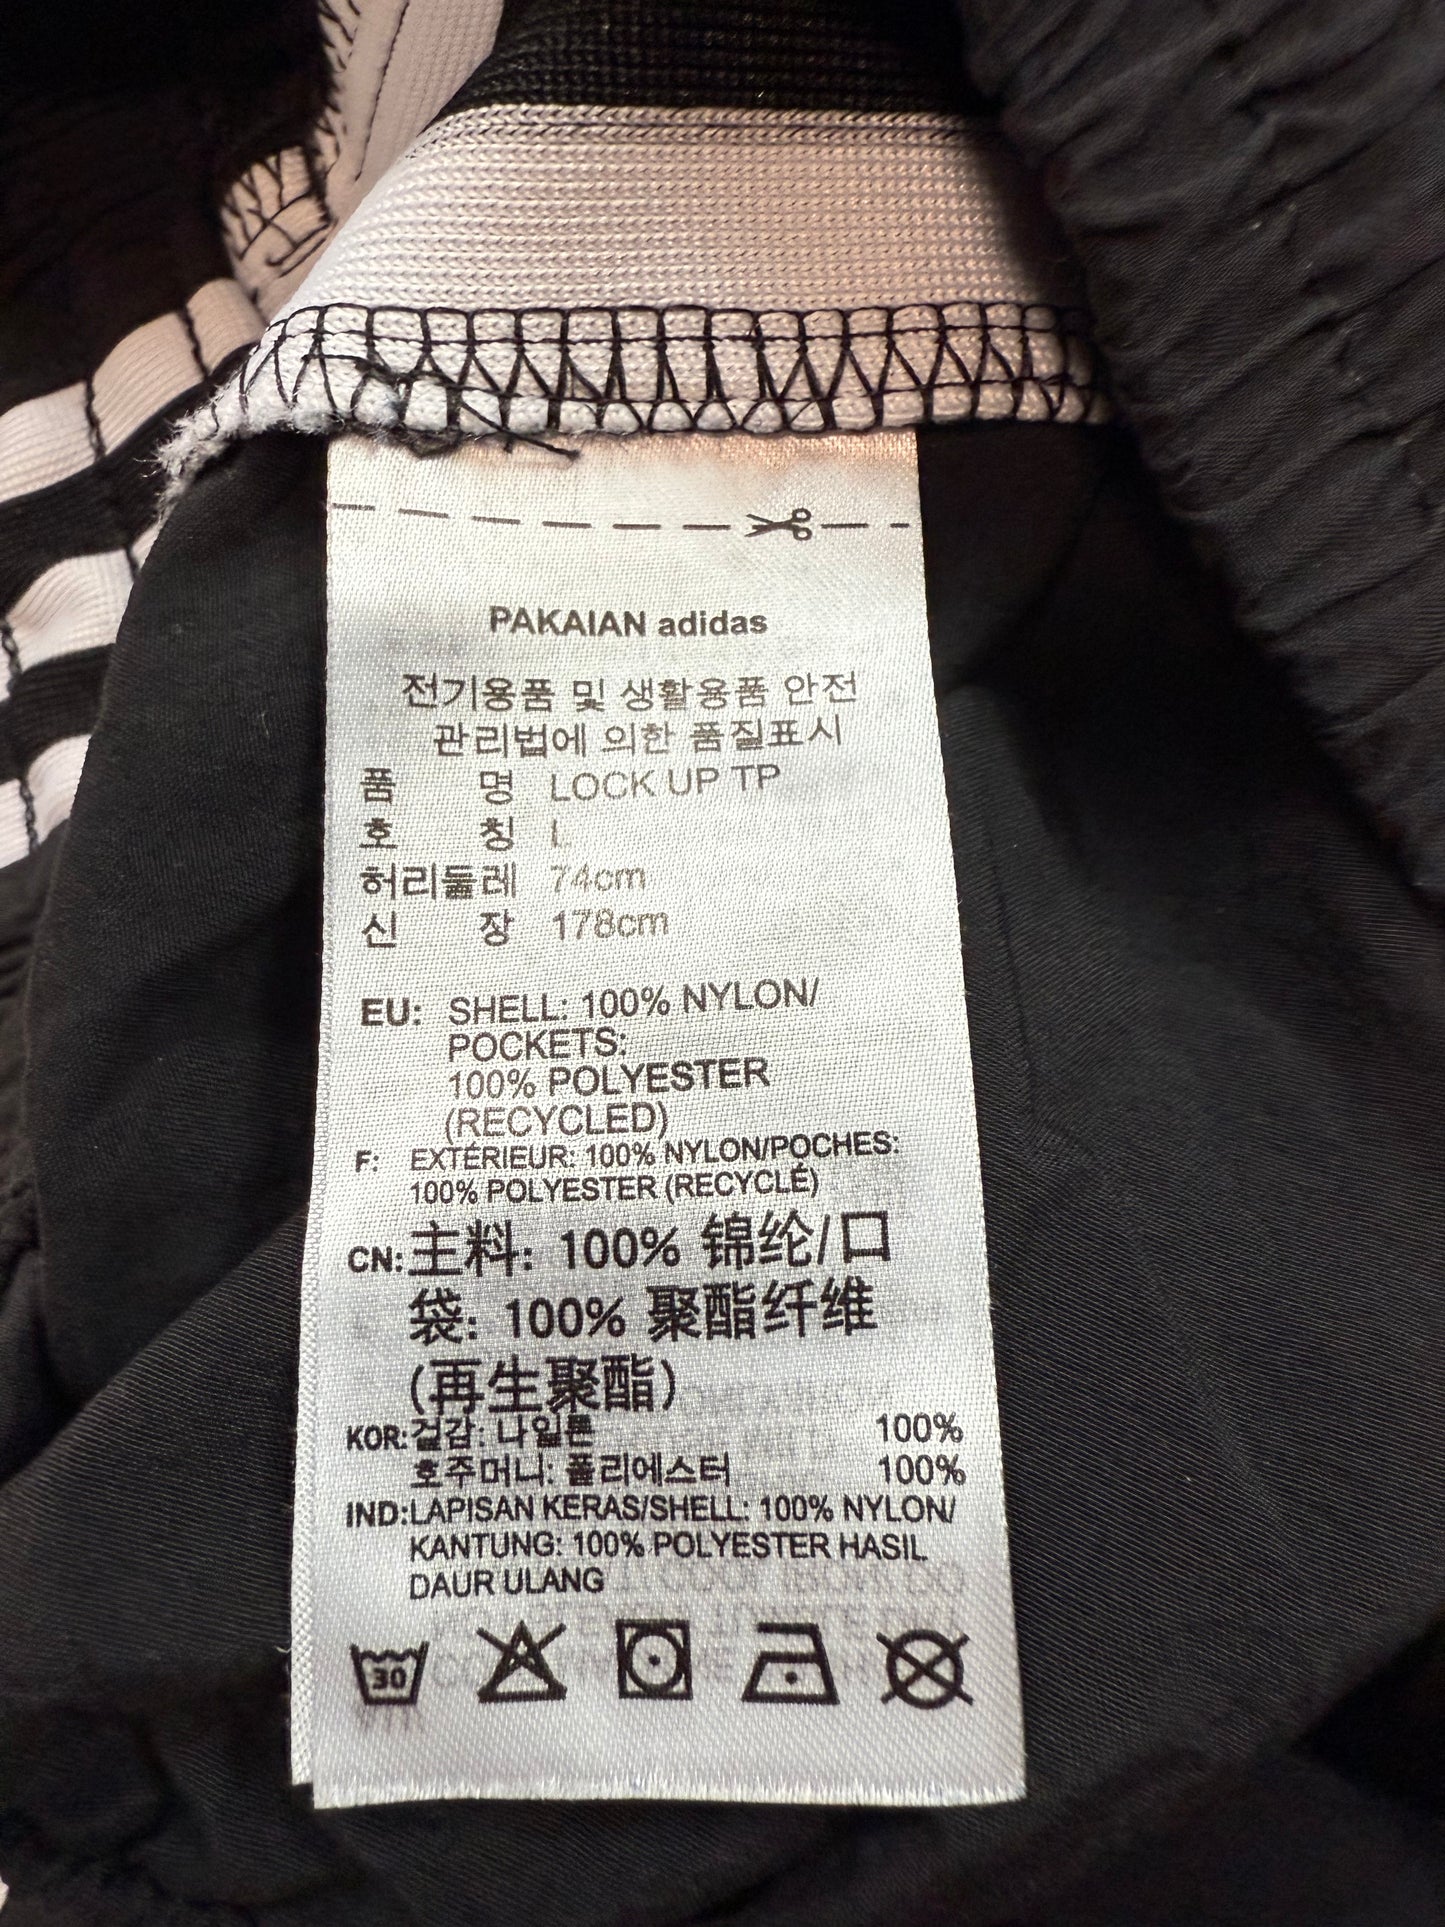 PAKAIAN adidas
전기용품 및 생활용품 안전
관리법에 의한 품질표시
품 명 LOCK UP TP
호 칭 L
허리둘레 74cm
신 장 178cm
EU: SHELL: 100% NYLON/
POCKETS:
100% POLYESTER
(RECYCLED)
F: EXTÉRIEUR: 100% NYLON/POCHES:
100% POLYESTER (RECYCLÉ)
CN: 主料: 100% 锦纶/口
袋: 100% 聚酯纤维
(再生聚酯)
KOR: 겉감: 나일론 100%
호주머니: 폴리에스터 100%
IND: LAPISAN KERAS/SHELL: 100% NYLON/
KANTUNG: 100% POLYESTER HASIL
DAUR ULANG
30